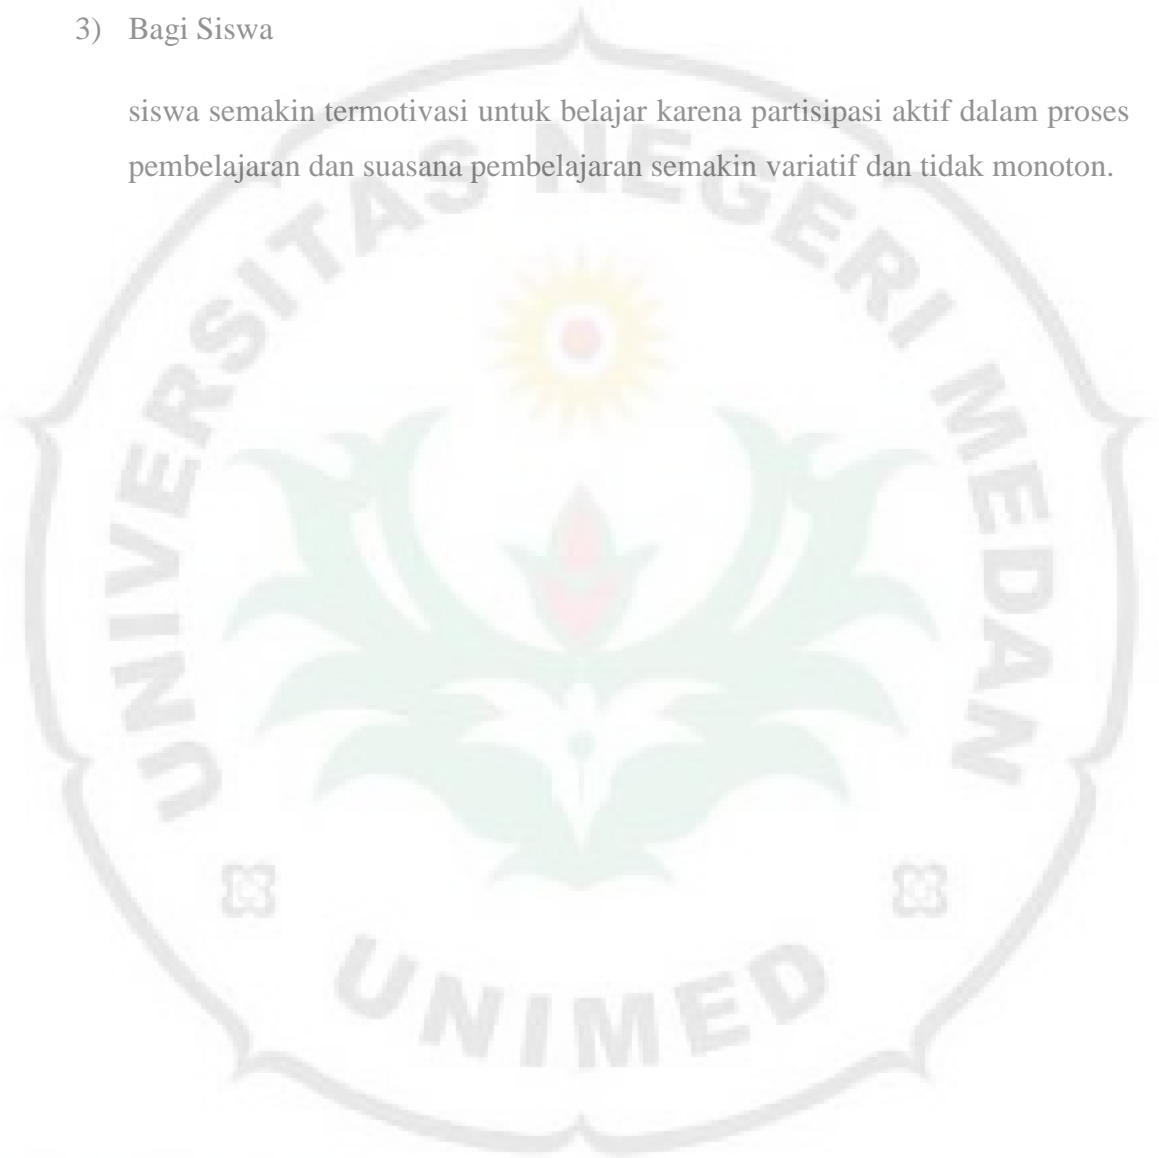 3) Bagi Siswa
siswa semakin termotivasi untuk belajar karena partisipasi aktif dalam proses
pembelajaran dan suasana pembelajaran semakin variatif dan tidak monoton.
UNIVERSITAS NEGERI MEDAN
UNIMED